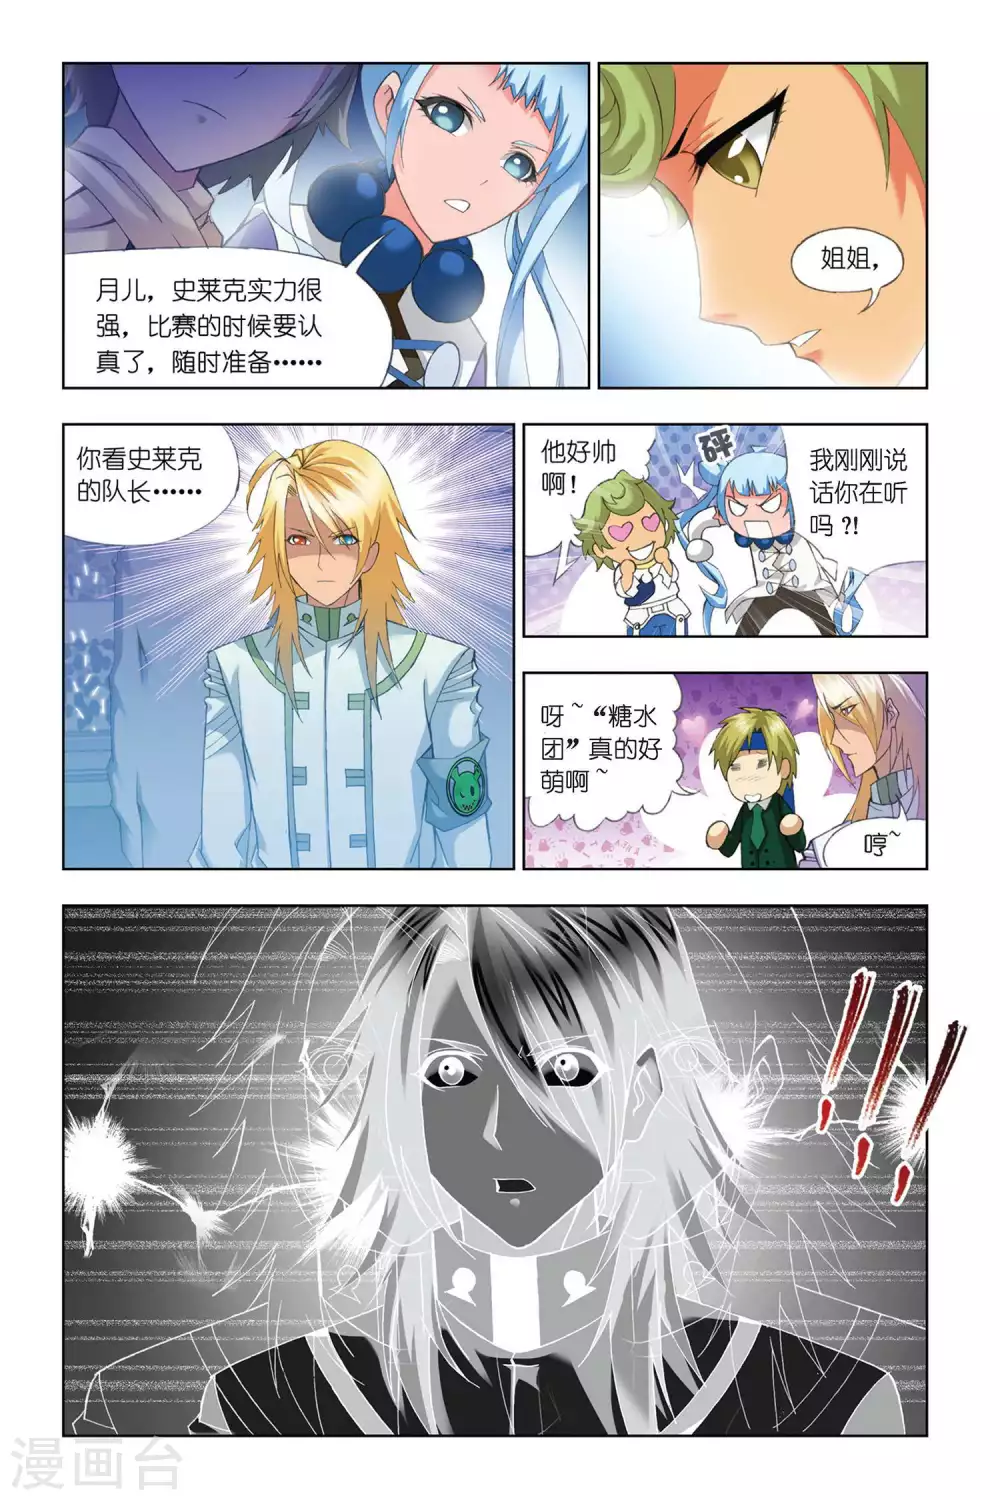 月儿，史莱克实力很
强，比赛的时候要认
真了，随时准备……
姐姐，
你看史莱克
的队长……
他好帅
啊！
砰
我刚刚说
话你在听
吗?!
呀~“糖水
团”真的好
萌啊~
哼~
!!!
漫画台